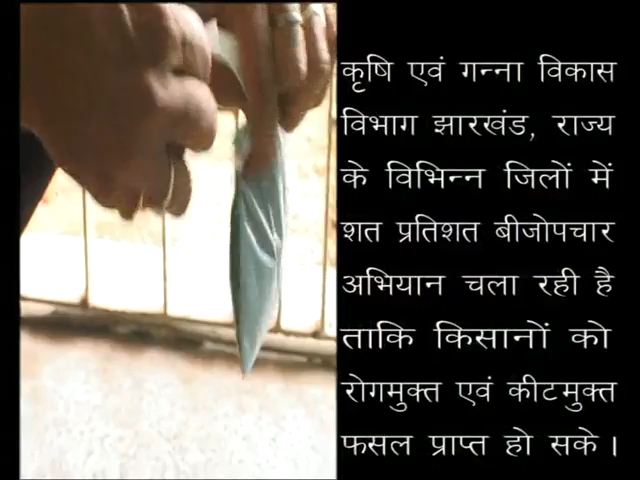 कृषि एवं गन्ना विकास
विभाग झारखंड, राज्य
के विभिन्न जिलों में
शत प्रतिशत बीजोपचार
अभियान चला रही है
ताकि किसानों को
रोगमुक्त एवं कीटमुक्त
फसल प्राप्त हो सके ।